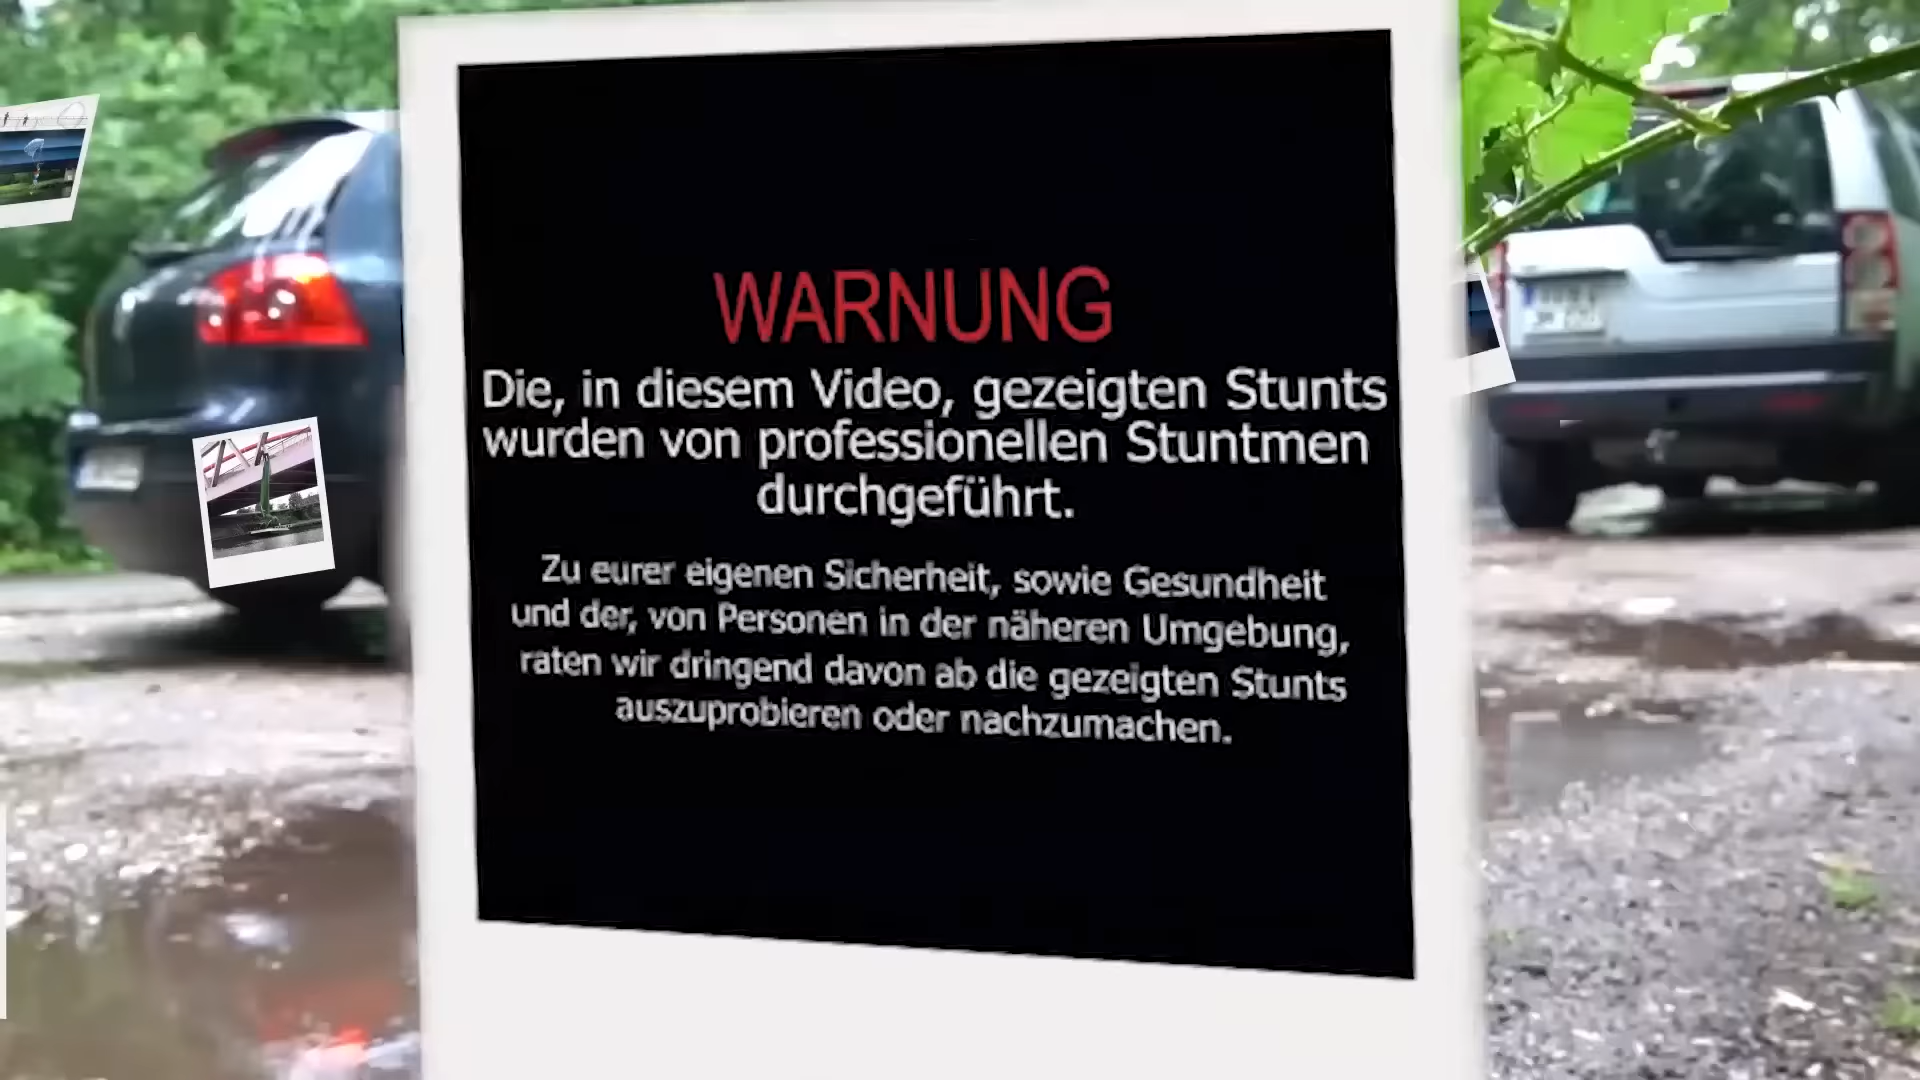 WARNUNG
Die, in diesem Video, gezeigten Stunts
wurden von professionellen Stuntmen
durchgeführt.
Zu eurer eigenen Sicherheit, sowie Gesundheit
und der, von Personen in der näheren Umgebung,
raten wir dringend davon ab die gezeigten Stunts
auszuprobieren oder nachzumachen.